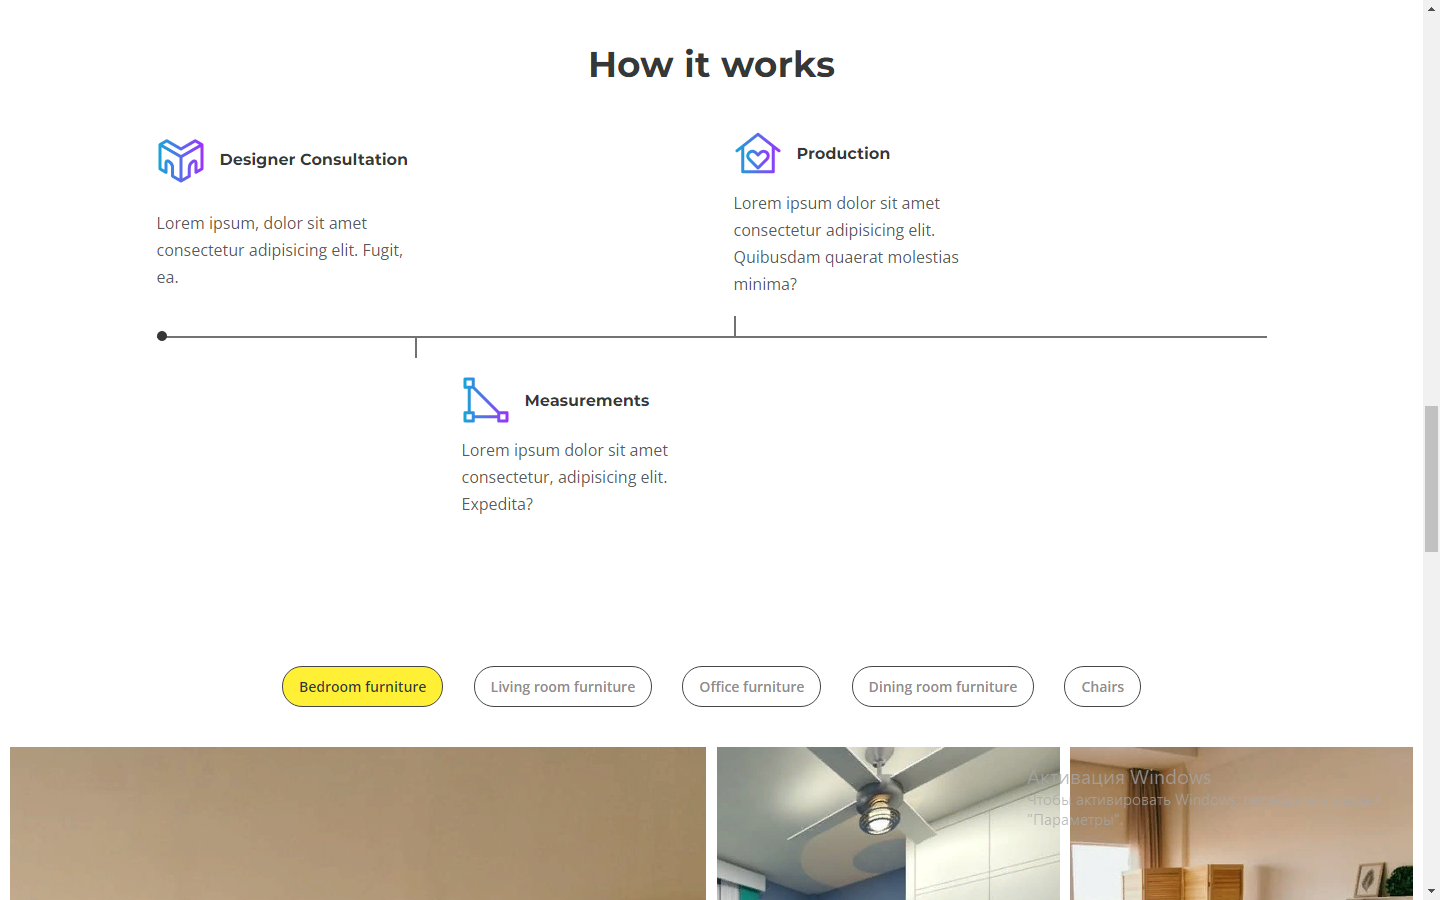 How it works
Designer Consultation
Lorem ipsum, dolor sit amet
consectetur adipisicing elit. Fugit,
ea.
Production
Lorem ipsum dolor sit amet
consectetur adipisicing elit.
Quibusdam quaerat molestias
minima?
Measurements
Lorem ipsum dolor sit amet
consectetur, adipisicing elit.
Expedita?
Bedroom furniture
Living room furniture
Office furniture
Dining room furniture
Chairs
Активация Windows
Чтобы активировать Windows
"Параметры".